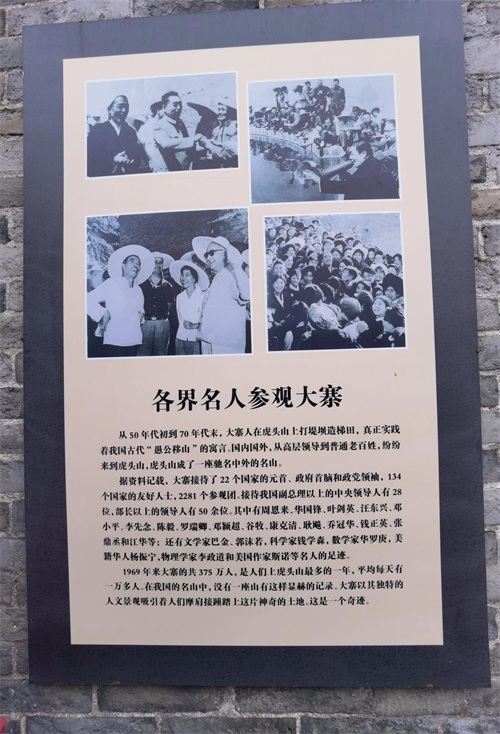 各界名人参观大寨
从50年代初到70年代末，大寨人在虎头山上打堤坝造梯田，真正实践
着我国古代“愚公移山”的寓言。国内国外，从高层领导到普通老百姓，纷纷
来到虎头山，虎头山成了一座驰名中外的名山。
据资料记载，大寨接待了22个国家的元首、政府首脑和政党领袖，134
个国家的友好人士，2281个参观团。接待我国副总理以上的中央领导人有28
位，部长以上的领导人有50余位。其中有周恩来、华国锋、叶剑英、汪东兴、邓
小平、李先念、陈毅、罗瑞卿、邓颖超、谷牧、康克清、耿飚、乔冠华、钱正英、张
鼎丞和江华等；还有文学家巴金、郭沫若，科学家钱学森，数学家华罗庚，美
籍华人杨振宁，物理学家李政道和美国作家斯诺等名人的足迹。
1969年来大寨的共375万人，是人们上虎头山最多的一年，平均每天有
一万多人。在我国的名山中，没有一座山有这样显赫的记录。大寨以其独特的
人文景观吸引着人们摩肩接踵踏上这片神奇的土地。这是一个奇迹。